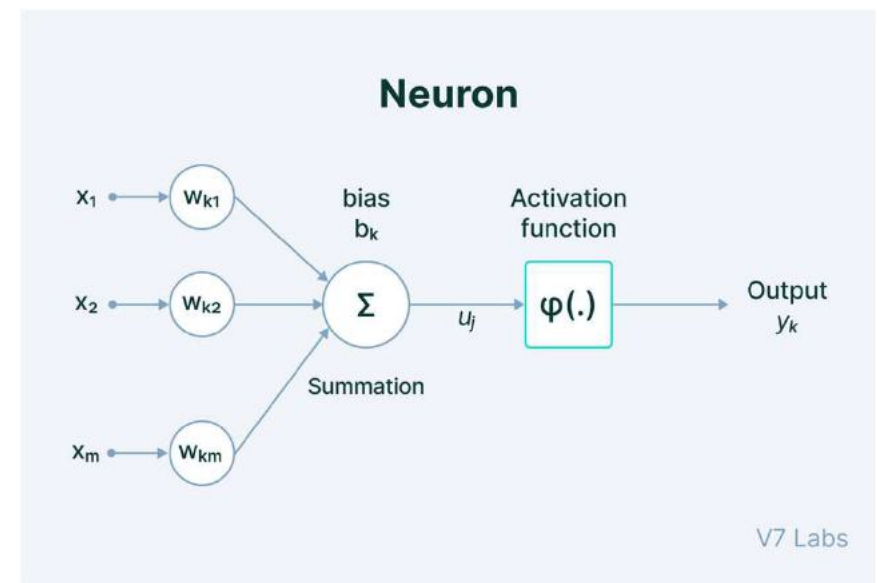 Neuron
x₁
wₖ₁
bias
bₖ
Activation
function
x₂
wₖ₂
Σ
uⱼ
φ(.)
Output
yₖ
Summation
xₘ
wₖₘ
V7 Labs